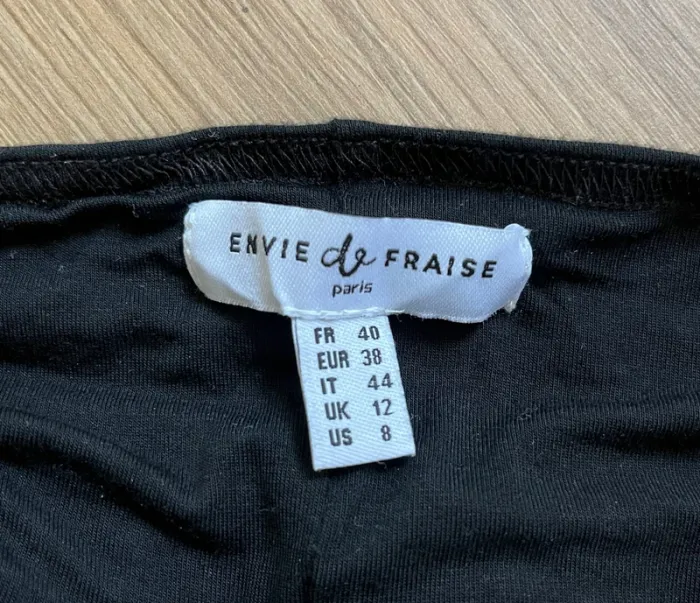 ENVIE de FRAISE
paris
FR 40
EUR 38
IT 44
UK 12
US 8